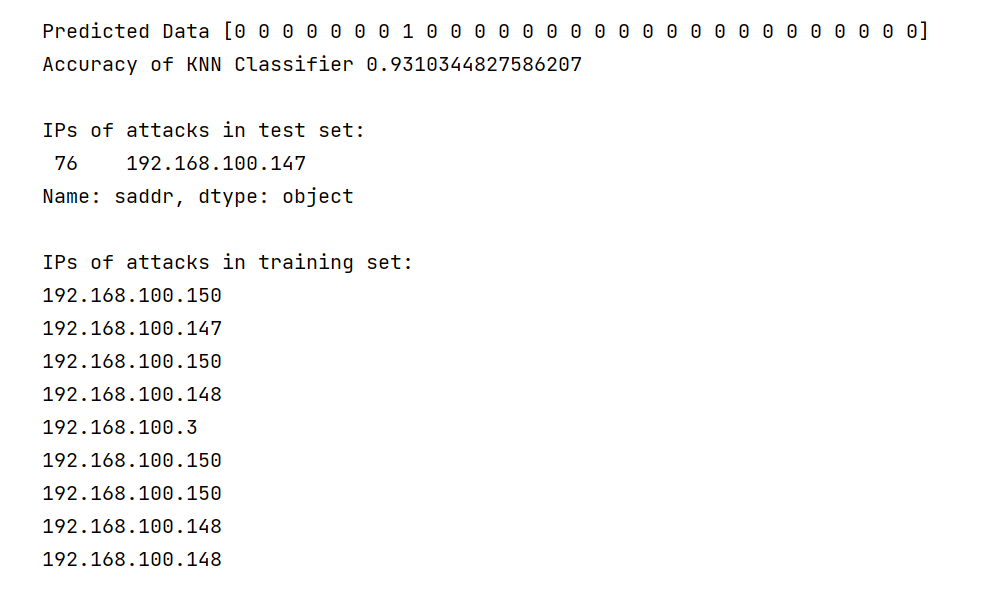 Predicted Data [0 0 0 0 0 0 0 1 0 0 0 0 0 0 0 0 0 0 0 0 0 0 0 0 0 0 0 0 0]
Accuracy of KNN Classifier 0.9310344827586207
IPs of attacks in test set:
76 192.168.100.147
Name: saddr, dtype: object
IPs of attacks in training set:
192.168.100.150
192.168.100.147
192.168.100.150
192.168.100.148
192.168.100.3
192.168.100.150
192.168.100.150
192.168.100.148
192.168.100.148